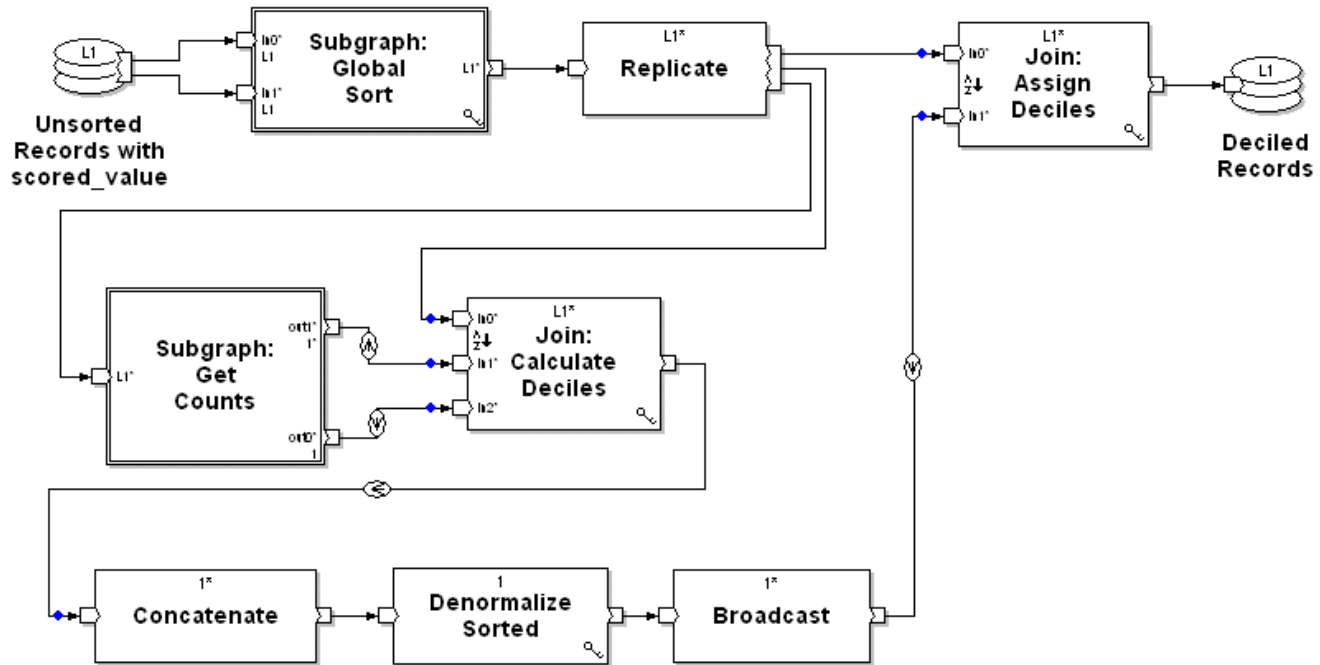 L1
Unsorted
Records with
scored_value
In0*
L1
In1*
L1
Subgraph:
Global
Sort
L1*
L1*
Replicate
L1*
In0*
In1*
Join:
Assign
Deciles
L1
Deciled
Records
L1*
Subgraph:
Get
Counts
out1*
1*
out0*
1
L1*
In0*
A
Z
In1*
In2*
Join:
Calculate
Deciles
A
Z
1*
Concatenate
1
Denormalize
Sorted
1*
Broadcast